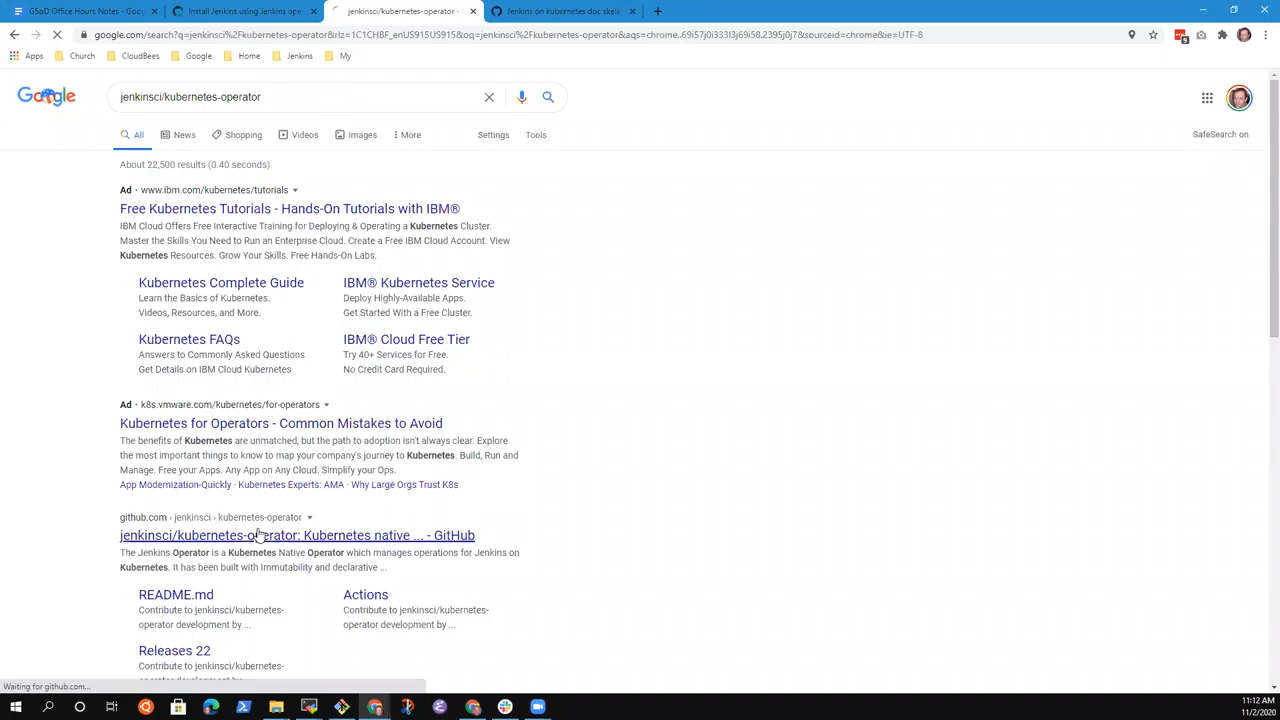 GSoD Office Hours Notes - Goog
Install Jenkins using Jenkins ope
jenkinsci/kubernetes-operator -
Jenkins on kubernetes doc skele
google.com/search?q=jenkinsci%2Fkubernetes-operator&rlz=1C1CHBF_enUS915US915&oq=jenkinsci%2Fkubernetes-operator&aqs=chrome..69i57j0i333l3j69i58.2395j0j7&sourceid=chrome&ie=UTF-8
Apps
Church
CloudBees
Google
Home
Jenkins
My
Google
jenkinsci/kubernetes-operator
All
News
Shopping
Videos
Images
More
Settings
Tools
SafeSearch on
About 22,500 results (0.40 seconds)
Ad · www.ibm.com/kubernetes/tutorials
Free Kubernetes Tutorials - Hands-On Tutorials with IBM®
IBM Cloud Offers Free Interactive Training for Deploying & Operating a Kubernetes Cluster.
Master the Skills You Need to Run an Enterprise Cloud. Create a Free IBM Cloud Account. View
Kubernetes Resources. Grow Your Skills. Free Hands-On Labs.
Kubernetes Complete Guide
Learn the Basics of Kubernetes.
Videos, Resources, and More.
IBM® Kubernetes Service
Deploy Highly-Available Apps.
Get Started With a Free Cluster.
Kubernetes FAQs
Answers to Commonly Asked Questions
Get Details on IBM Cloud Kubernetes
IBM® Cloud Free Tier
Try 40+ Services for Free.
No Credit Card Required.
Ad · k8s.vmware.com/kubernetes/for-operators
Kubernetes for Operators - Common Mistakes to Avoid
The benefits of Kubernetes are unmatched, but the path to adoption isn't always clear. Explore
the most important things to know to map your company's journey to Kubernetes. Build, Run and
Manage. Free your Apps. Any App on Any Cloud. Simplify your Ops.
App Modernization-Quickly · Kubernetes Experts: AMA · Why Large Orgs Trust K8s
github.com › jenkinsci › kubernetes-operator
jenkinsci/kubernetes-operator: Kubernetes native ... - GitHub
The Jenkins Operator is a Kubernetes Native Operator which manages operations for Jenkins on
Kubernetes. It has been built with Immutability and declarative ...
README.md
Contribute to jenkinsci/kubernetes-
operator development by ...
Actions
Contribute to jenkinsci/kubernetes-
operator development by ...
Releases 22
Contribute to jenkinsci/kubernetes-
Waiting for github.com...
11:12 AM
11/2/2020